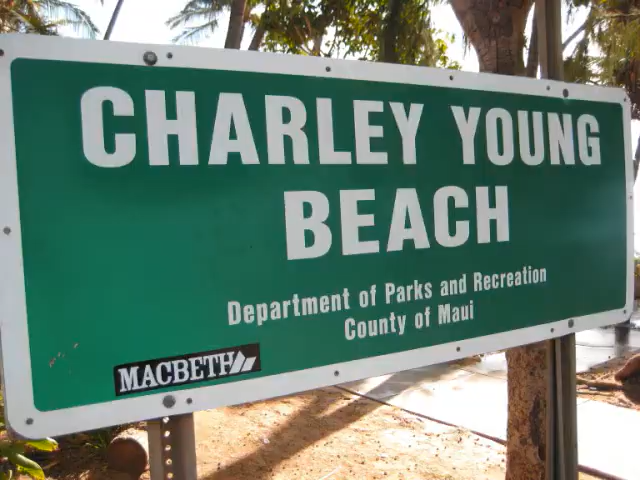 CHARLEY YOUNG
BEACH
Department of Parks and Recreation
County of Maui
MACBETH